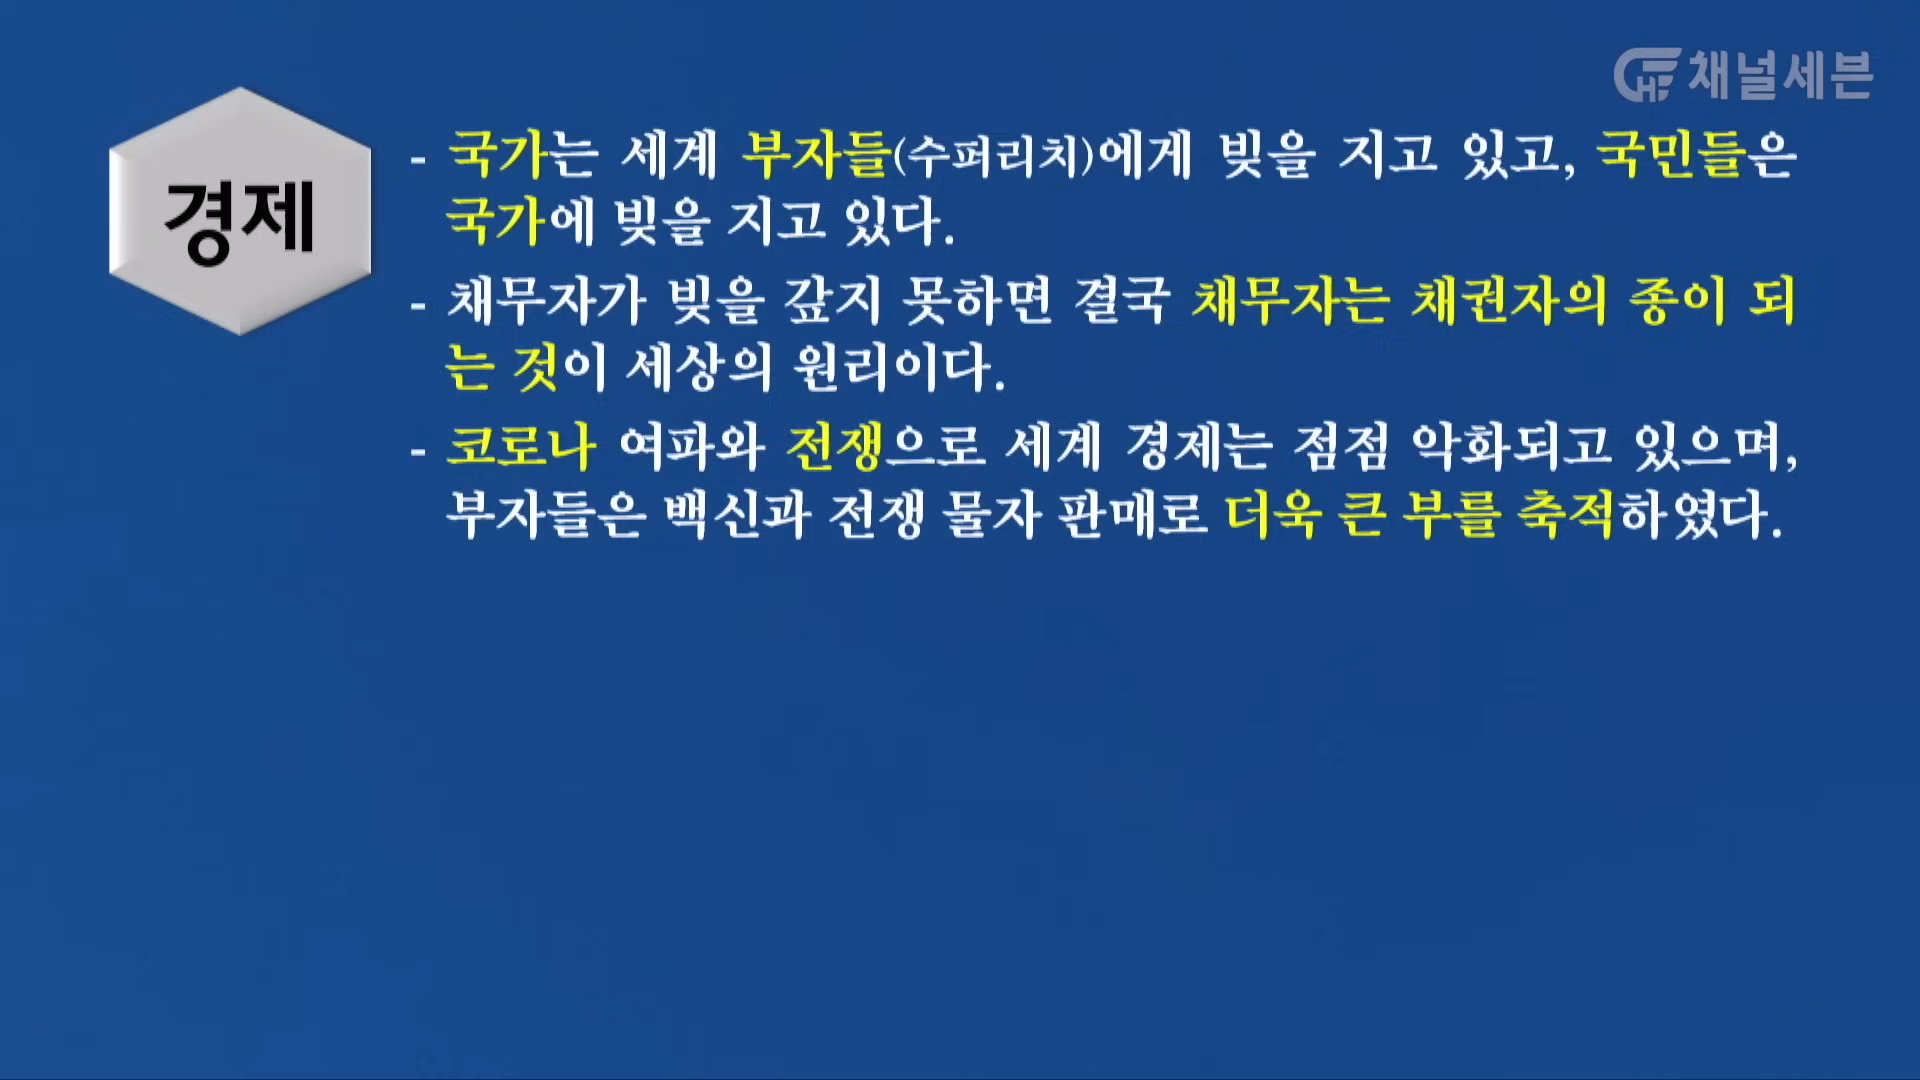 채널세븐
경제
- 국가는 세계 부자들(수퍼리치)에게 빚을 지고 있고, 국민들은
국가에 빚을 지고 있다.
- 채무자가 빚을 갚지 못하면 결국 채무자는 채권자의 종이 되
는 것이 세상의 원리이다.
- 코로나 여파와 전쟁으로 세계 경제는 점점 악화되고 있으며,
부자들은 백신과 전쟁 물자 판매로 더욱 큰 부를 축적하였다.